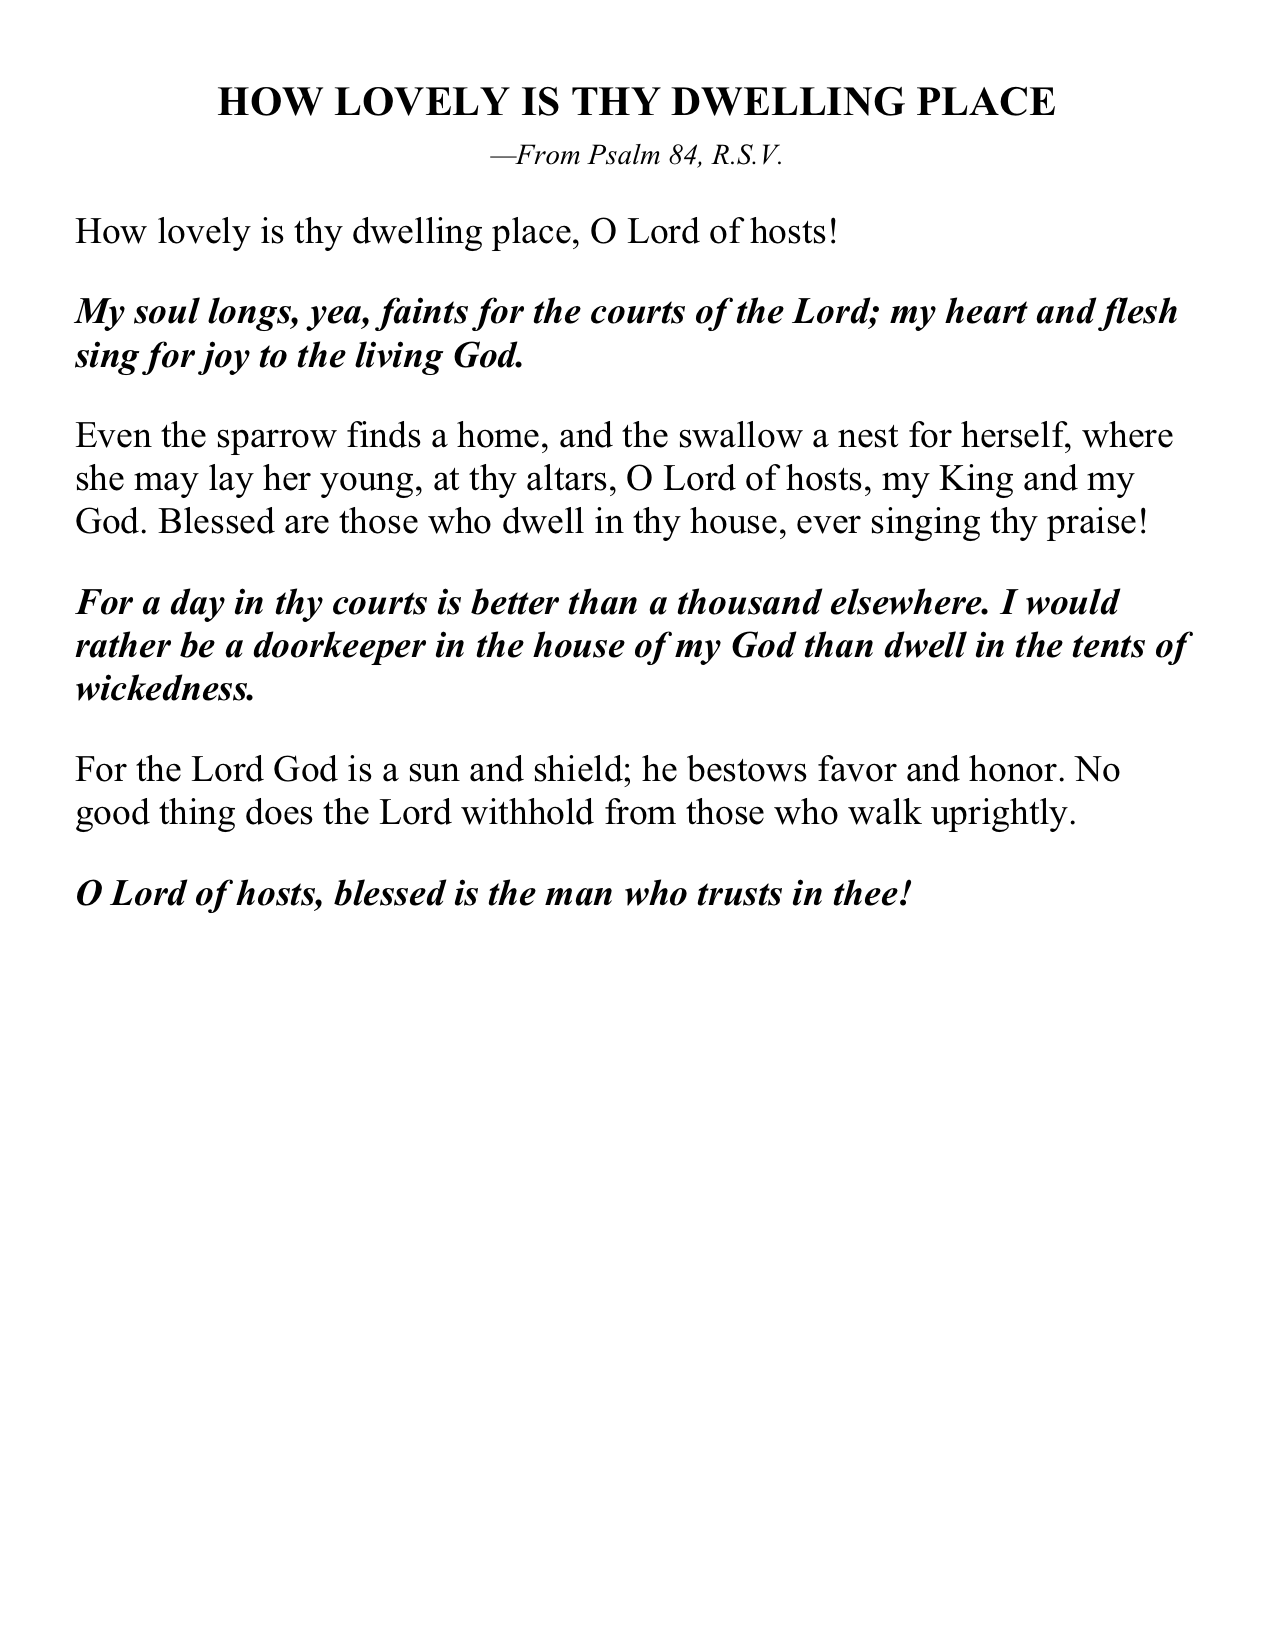 HOW LOVELY IS THY DWELLING PLACE
—From Psalm 84, R.S.V.
How lovely is thy dwelling place, O Lord of hosts!
My soul longs, yea, faints for the courts of the Lord; my heart and flesh
sing for joy to the living God.
Even the sparrow finds a home, and the swallow a nest for herself, where
she may lay her young, at thy altars, O Lord of hosts, my King and my
God. Blessed are those who dwell in thy house, ever singing thy praise!
For a day in thy courts is better than a thousand elsewhere. I would
rather be a doorkeeper in the house of my God than dwell in the tents of
wickedness.
For the Lord God is a sun and shield; he bestows favor and honor. No
good thing does the Lord withhold from those who walk uprightly.
O Lord of hosts, blessed is the man who trusts in thee!